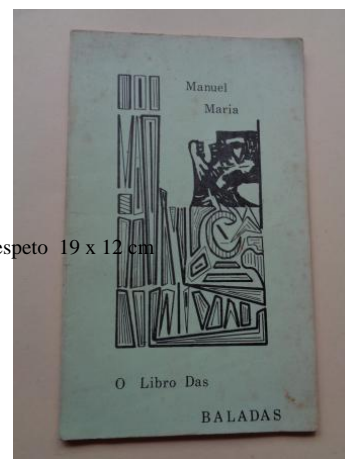 Manuel
Maria
espeto 19 x 12 cm
O Libro Das
BALADAS